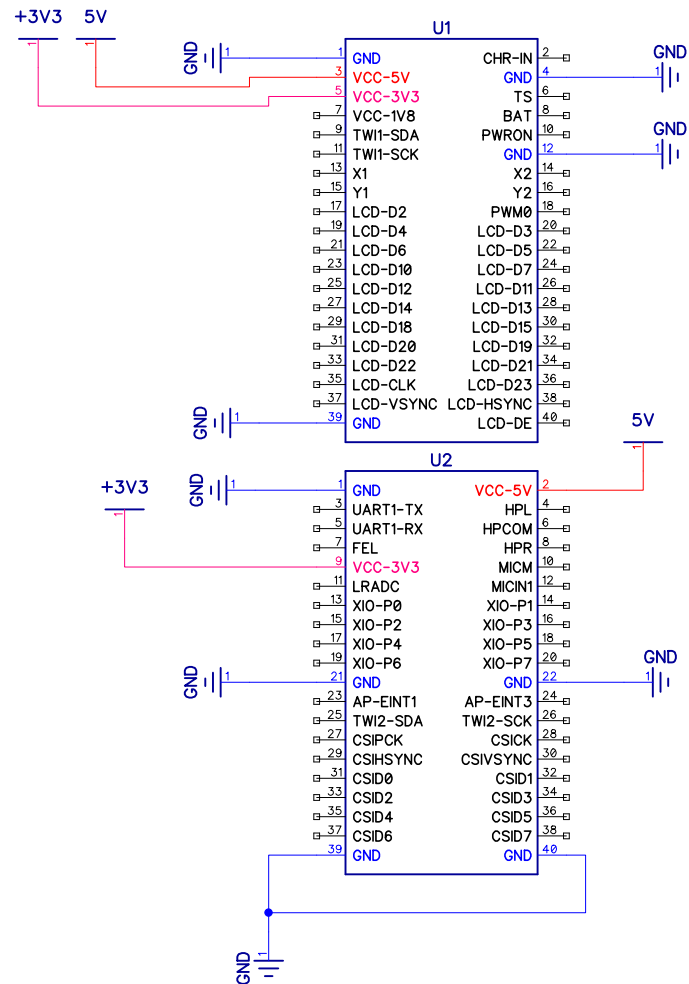 +3V3 5V
1 1
U1
GND 1 1 GND CHR-IN 2
3 VCC-5V GND 4 1 GND
5 VCC-3V3 TS 6
7 VCC-1V8 BAT 8
9 TWI1-SDA PWRON 10
11 TWI1-SCK GND 12 1 GND
13 X1 X2 14
15 Y1 Y2 16
17 LCD-D2 PWM0 18
19 LCD-D4 LCD-D3 20
21 LCD-D6 LCD-D5 22
23 LCD-D10 LCD-D7 24
25 LCD-D12 LCD-D11 26
27 LCD-D14 LCD-D13 28
29 LCD-D18 LCD-D15 30
31 LCD-D20 LCD-D19 32
33 LCD-D22 LCD-D21 34
35 LCD-CLK LCD-D23 36
37 LCD-VSYNC LCD-HSYNC 38
GND 1 39 GND LCD-DE 40
5V
1
U2
+3V3
1
GND 1 1 GND VCC-5V 2
3 UART1-TX HPL 4
5 UART1-RX HPCOM 6
7 FEL HPR 8
9 VCC-3V3 MICM 10
11 LRADC MICIN1 12
13 XIO-P0 XIO-P1 14
15 XIO-P2 XIO-P3 16
17 XIO-P4 XIO-P5 18
19 XIO-P6 XIO-P7 20
GND 1 21 GND GND 22 1 GND
23 AP-EINT1 AP-EINT3 24
25 TWI2-SDA TWI2-SCK 26
27 CSIPCK CSICK 28
29 CSIHSYNC CSIVSYNC 30
31 CSID0 CSID1 32
33 CSID2 CSID3 34
35 CSID4 CSID5 36
37 CSID6 CSID7 38
39 GND GND 40
GND 1